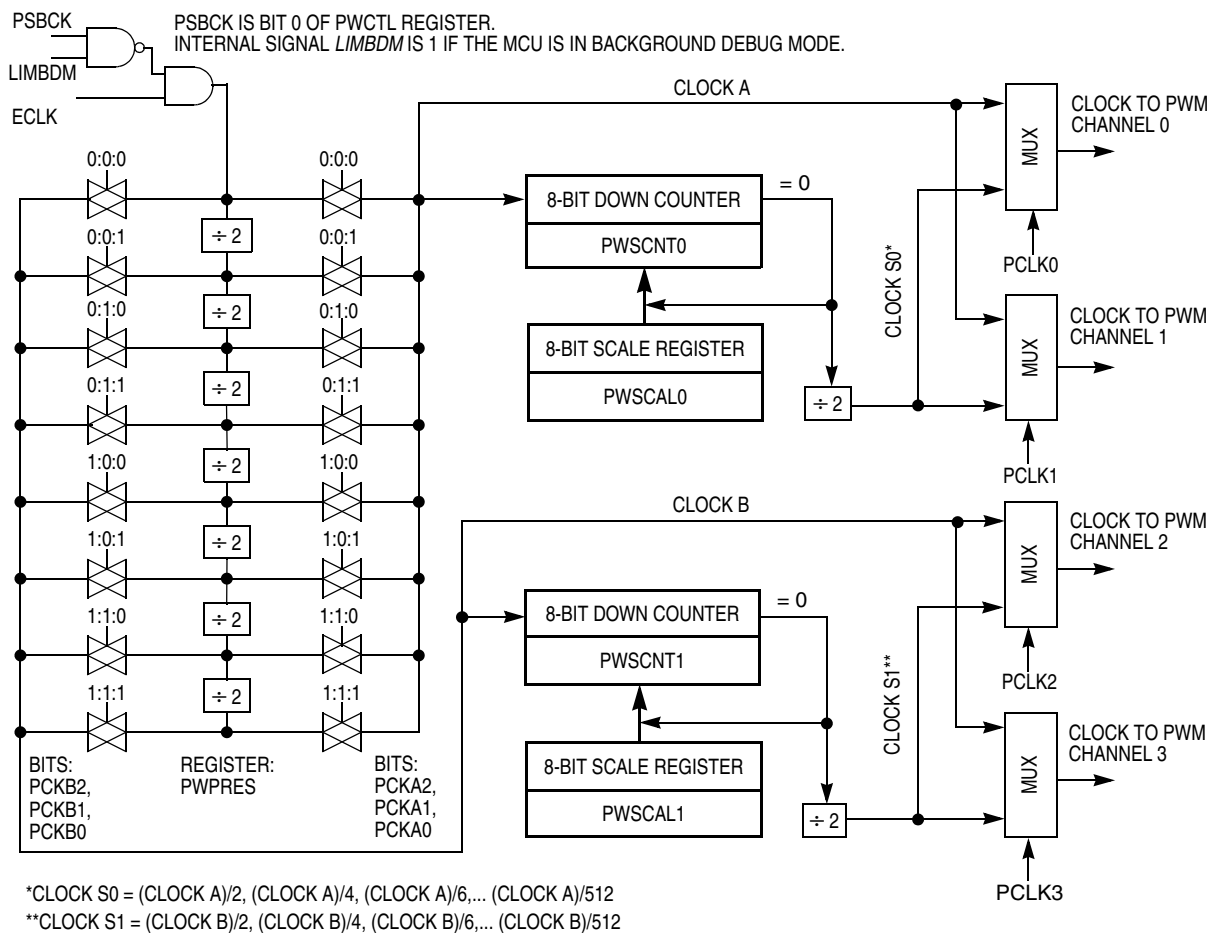 PSBCK
PSBCK IS BIT 0 OF PWCTL REGISTER.
INTERNAL SIGNAL LIMBDM IS 1 IF THE MCU IS IN BACKGROUND DEBUG MODE.
LIMBDM
ECLK
CLOCK A
MUX
CLOCK TO PWM
CHANNEL 0
PCLK0
0:0:0
0:0:0
÷ 2
0:0:1
0:0:1
÷ 2
0:1:0
0:1:0
÷ 2
0:1:1
0:1:1
÷ 2
1:0:0
1:0:0
÷ 2
1:0:1
1:0:1
÷ 2
1:1:0
1:1:0
÷ 2
1:1:1
1:1:1
8-BIT DOWN COUNTER
= 0
PWSCNT0
8-BIT SCALE REGISTER
PWSCAL0
÷ 2
CLOCK S0*
MUX
CLOCK TO PWM
CHANNEL 1
PCLK1
CLOCK B
MUX
CLOCK TO PWM
CHANNEL 2
PCLK2
8-BIT DOWN COUNTER
= 0
PWSCNT1
8-BIT SCALE REGISTER
PWSCAL1
÷ 2
CLOCK S1**
MUX
CLOCK TO PWM
CHANNEL 3
PCLK3
BITS:
PCKB2,
PCKB1,
PCKB0
REGISTER:
PWPRES
BITS:
PCKA2,
PCKA1,
PCKA0
*CLOCK S0 = (CLOCK A)/2, (CLOCK A)/4, (CLOCK A)/6,... (CLOCK A)/512
**CLOCK S1 = (CLOCK B)/2, (CLOCK B)/4, (CLOCK B)/6,... (CLOCK B)/512